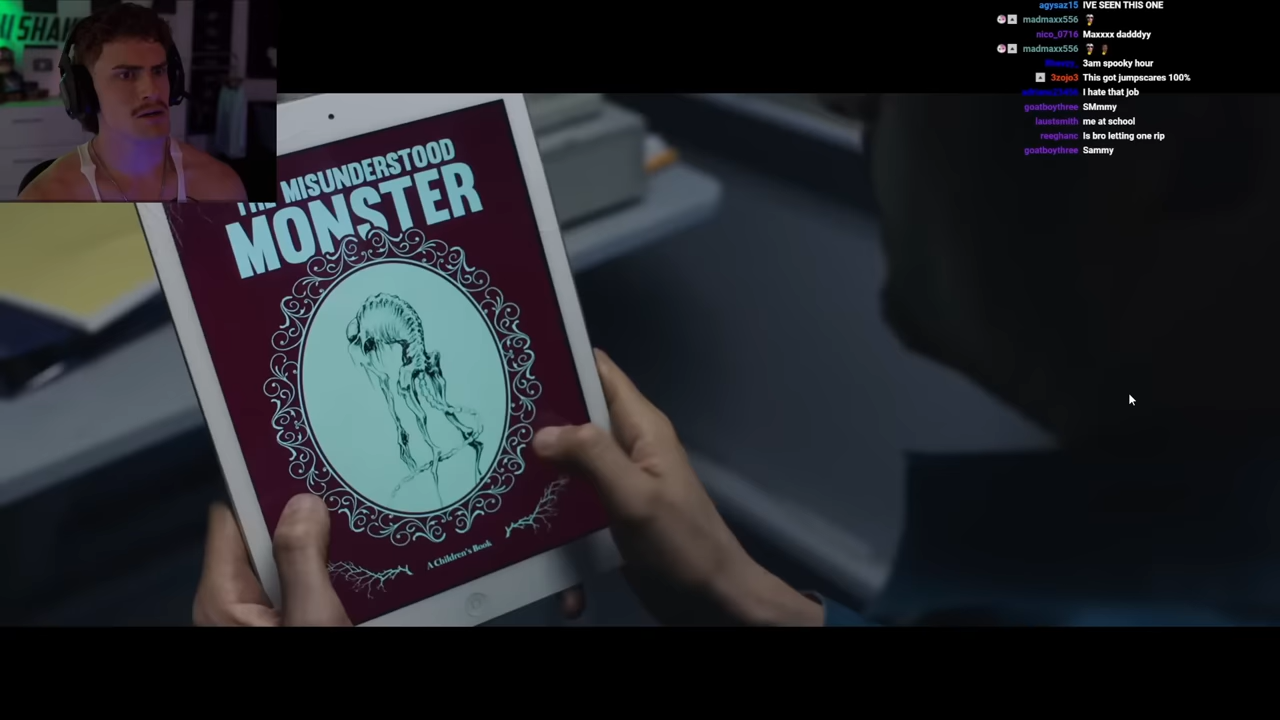 I SHAK
THE MISUNDERSTOOD
MONSTER
A Children's Book
agysaz15 IVE SEEN THIS ONE
madmaxx556
nico_0716 Maxxxx dadddyy
madmaxx556
3am spooky hour
3zojo3 This got jumpscares 100%
I hate that job
goatboythree SMmmy
laustsmith me at school
reeghanc Is bro letting one rip
goatboythree Sammy